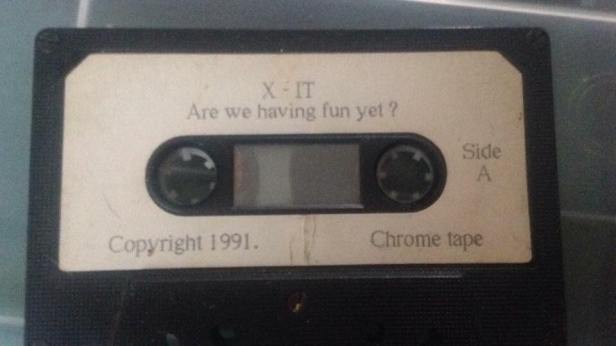 X - IT
Are we having fun yet ?
Side
A
Copyright 1991.
Chrome tape